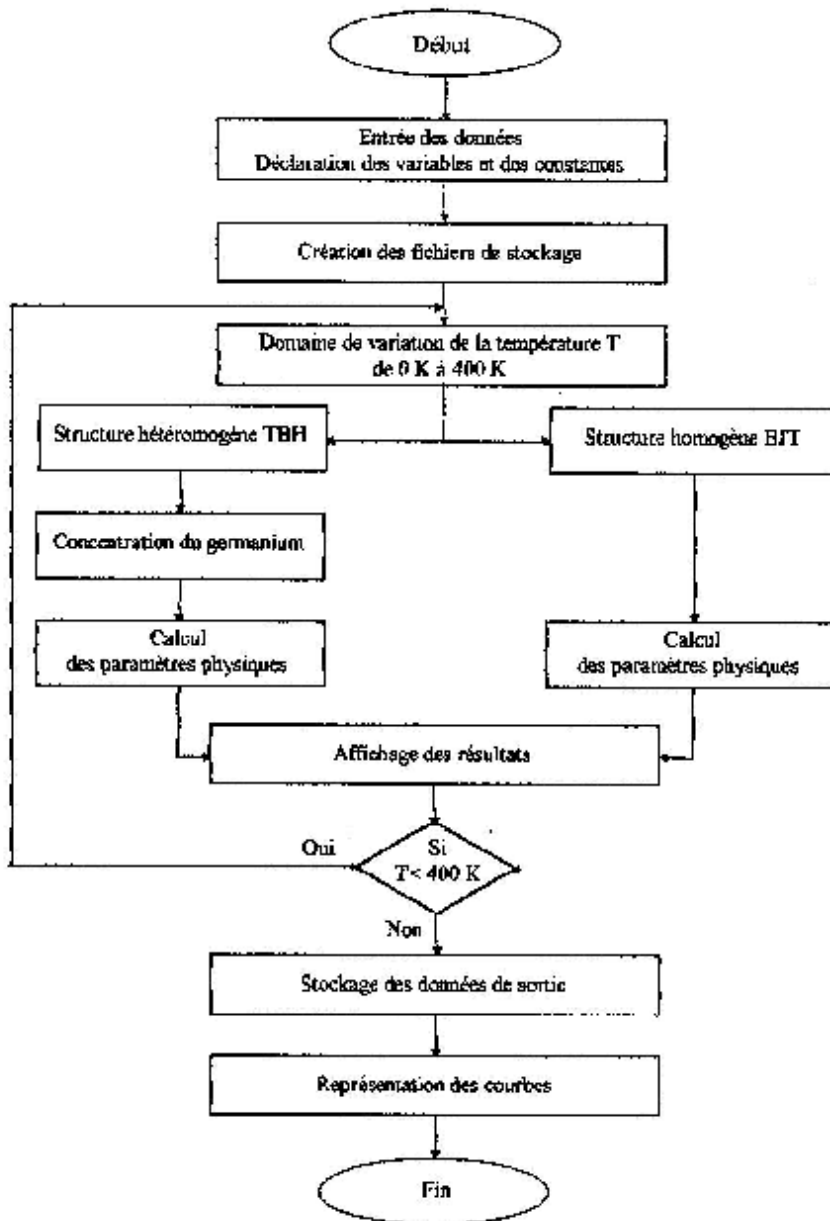 Début
Entrée des données
Déclaration des variables et des constantes
Création des fichiers de stockage
Domaine de variation de la température T
de 0 K à 400 K
Structure hétéromogène TBH
Structure homogène BJT
Concentration du germanium
Calcul
des paramètres physiques
Calcul
des paramètres physiques
Affichage des résultats
Oui
Si
T< 400 K
Non
Stockage des données de sortie
Représentation des courbes
Fin